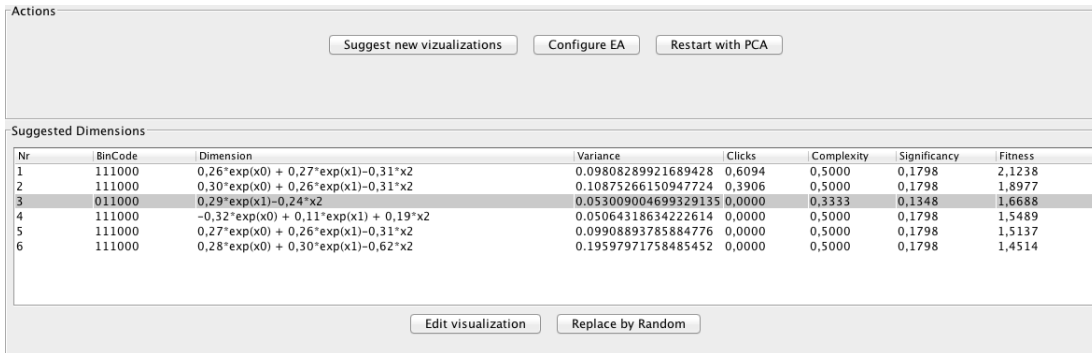 Actions
Suggest new vizualizations Configure EA Restart with PCA
Suggested Dimensions
Nr BinCode Dimension Variance Clicks Complexity Significancy Fitness
1 111000 0,26*exp(x0) + 0,27*exp(x1)-0,31*x2 0.09808289921689428 0,6094 0,5000 0,1798 2,1238
2 111000 0,30*exp(x0) + 0,26*exp(x1)-0,31*x2 0.10875266150947724 0,3906 0,5000 0,1798 1,8977
3 011000 0,29*exp(x1)-0,24*x2 0.053009004699329135 0,0000 0,3333 0,1348 1,6688
4 111000 -0,32*exp(x0) + 0,11*exp(x1) + 0,19*x2 0.05064318634222614 0,0000 0,5000 0,1798 1,5489
5 111000 0,27*exp(x0) + 0,26*exp(x1)-0,31*x2 0.09908893785884776 0,0000 0,5000 0,1798 1,5137
6 111000 0,28*exp(x0) + 0,30*exp(x1)-0,62*x2 0.19597971758485452 0,0000 0,5000 0,1798 1,4514
Edit visualization Replace by Random